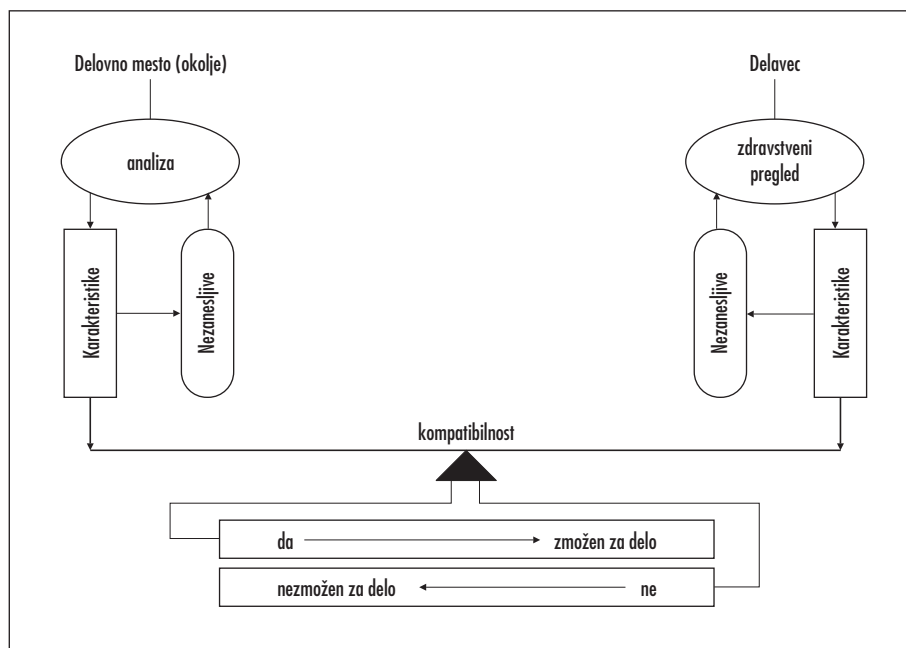 Delovno mesto (okolje)
Delavec
analiza
zdravstveni
pregled
Karakteristike
Nezanesljive
Nezanesljive
Karakteristike
kompatibilnost
da zmožen za delo
nezmožen za delo ne